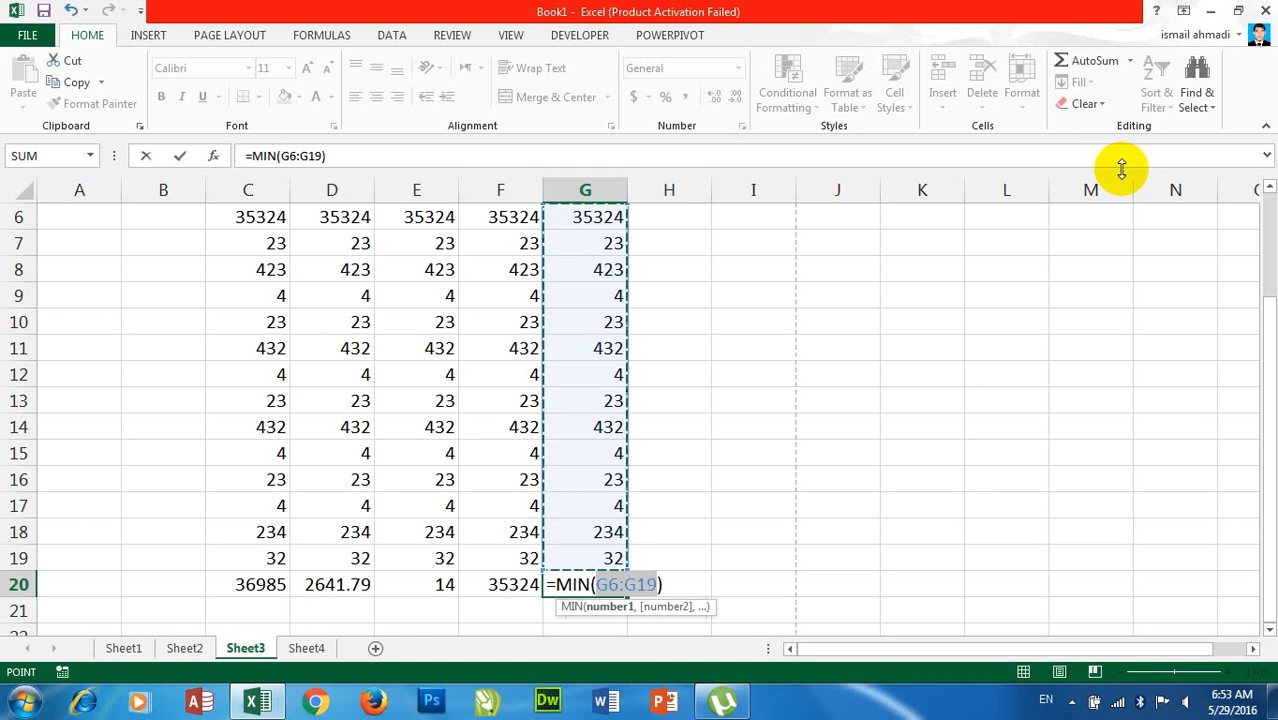 Book1 - Excel (Product Activation Failed)
FILE HOME INSERT PAGE LAYOUT FORMULAS DATA REVIEW VIEW DEVELOPER POWERPIVOT ismail ahmadi
Cut
Copy
Format Painter
Paste
Clipboard
Calibri 11
B I U
Font
Wrap Text
Merge & Center
Alignment
General
$ % ,
Number
Conditional Formatting
Format as Table
Cell Styles
Styles
Insert Delete Format
Cells
AutoSum
Fill
Clear
Sort & Filter
Find & Select
Editing
SUM =MIN(G6:G19)
A B C D E F G H I J K L M N
6 35324 35324 35324 35324 35324
7 23 23 23 23 23
8 423 423 423 423 423
9 4 4 4 4 4
10 23 23 23 23 23
11 432 432 432 432 432
12 4 4 4 4 4
13 23 23 23 23 23
14 432 432 432 432 432
15 4 4 4 4 4
16 23 23 23 23 23
17 4 4 4 4 4
18 234 234 234 234 234
19 32 32 32 32 32
20 36985 2641.79 14 35324 =MIN(G6:G19)
MIN(number1, [number2], ...)
21
Sheet1 Sheet2 Sheet3 Sheet4
POINT
EN 6:53 AM
5/29/2016